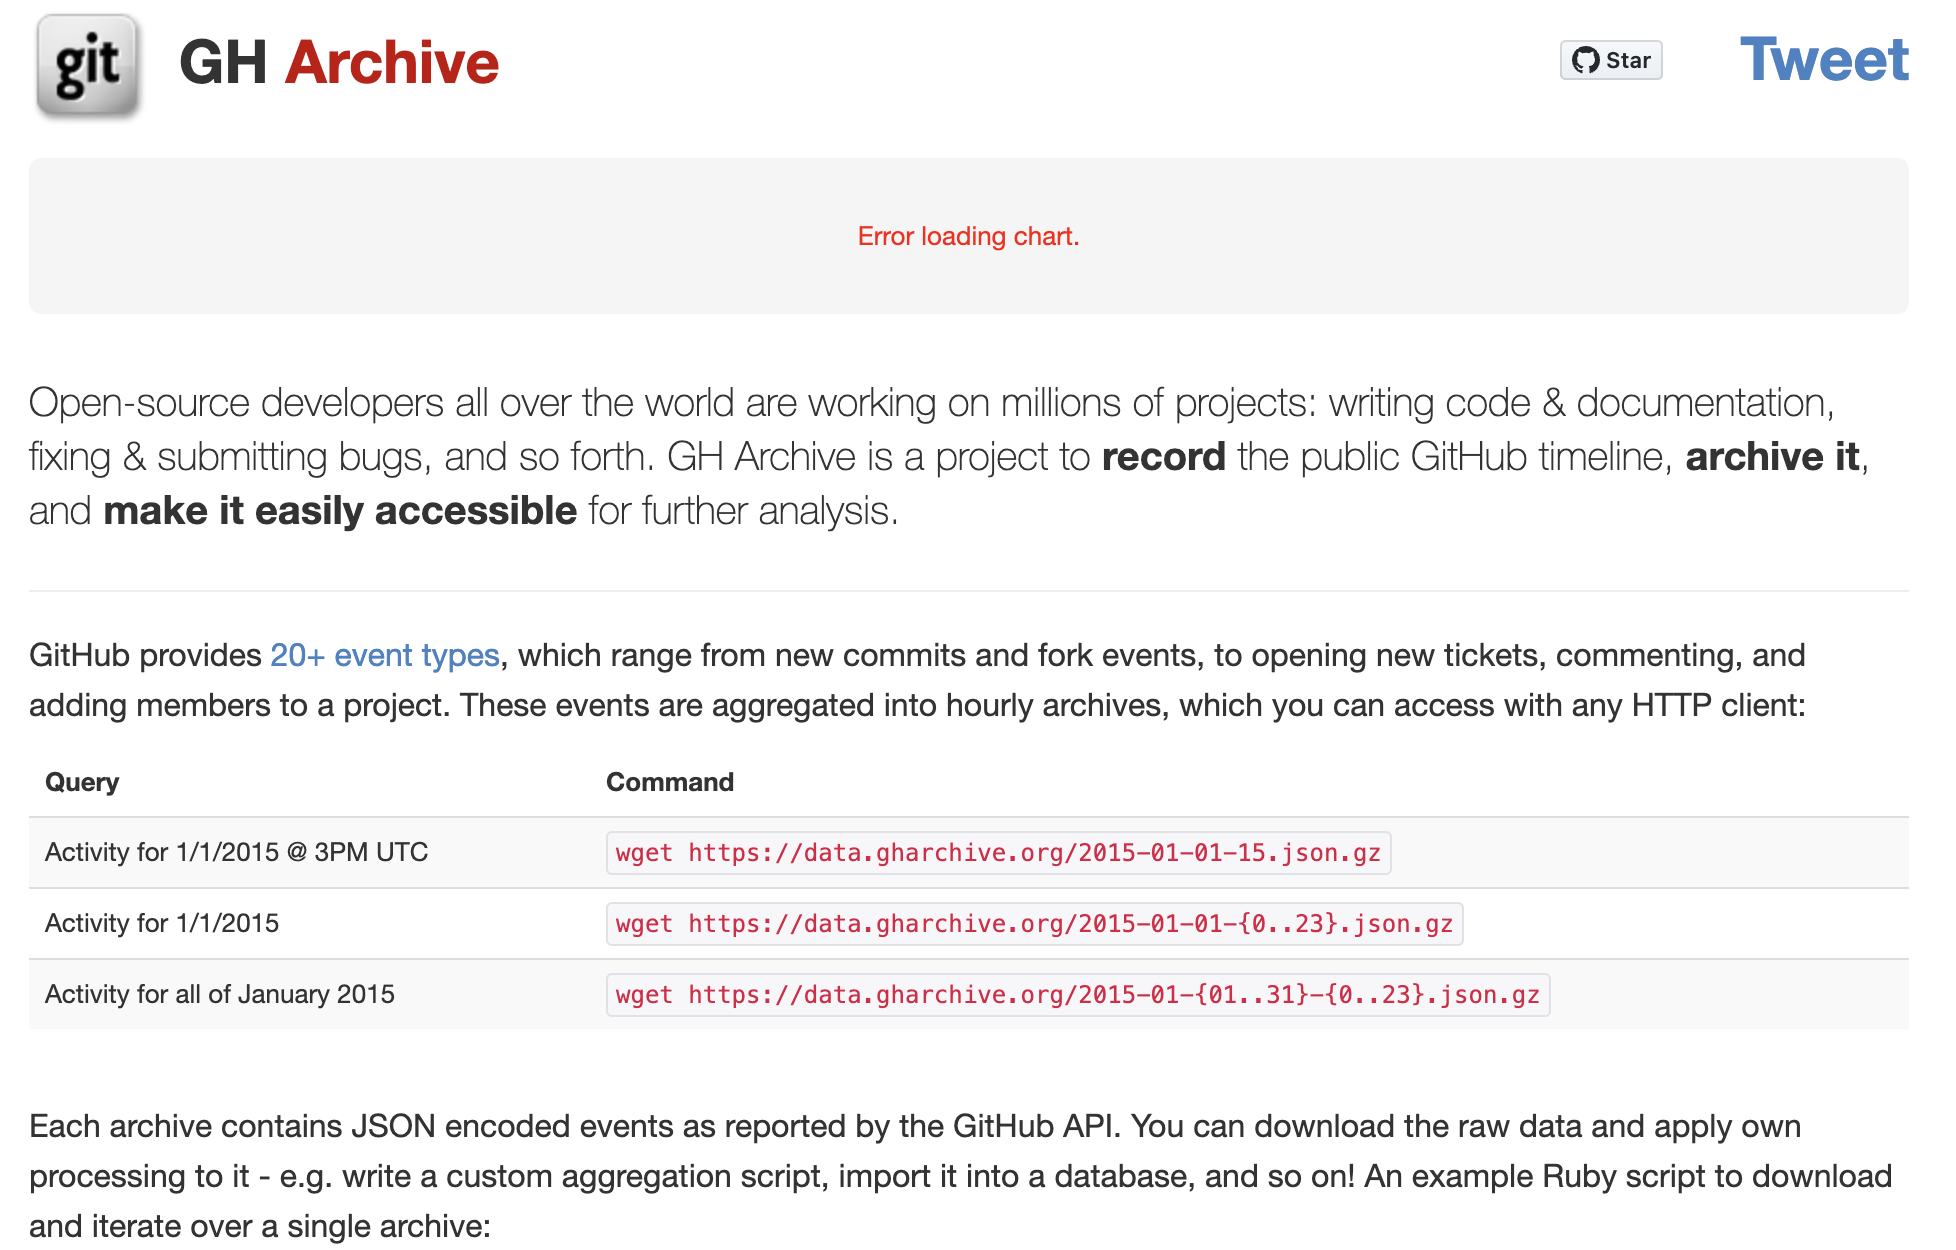 git
GH Archive
Star
Tweet
Error loading chart.
Open-source developers all over the world are working on millions of projects: writing code & documentation,
fixing & submitting bugs, and so forth. GH Archive is a project to record the public GitHub timeline, archive it,
and make it easily accessible for further analysis.
GitHub provides 20+ event types, which range from new commits and fork events, to opening new tickets, commenting, and
adding members to a project. These events are aggregated into hourly archives, which you can access with any HTTP client:
Query Command
Activity for 1/1/2015 @ 3PM UTC wget https://data.gharchive.org/2015-01-01-15.json.gz
Activity for 1/1/2015 wget https://data.gharchive.org/2015-01-01-{0..23}.json.gz
Activity for all of January 2015 wget https://data.gharchive.org/2015-01-{01..31}-{0..23}.json.gz
Each archive contains JSON encoded events as reported by the GitHub API. You can download the raw data and apply own
processing to it - e.g. write a custom aggregation script, import it into a database, and so on! An example Ruby script to download
and iterate over a single archive: